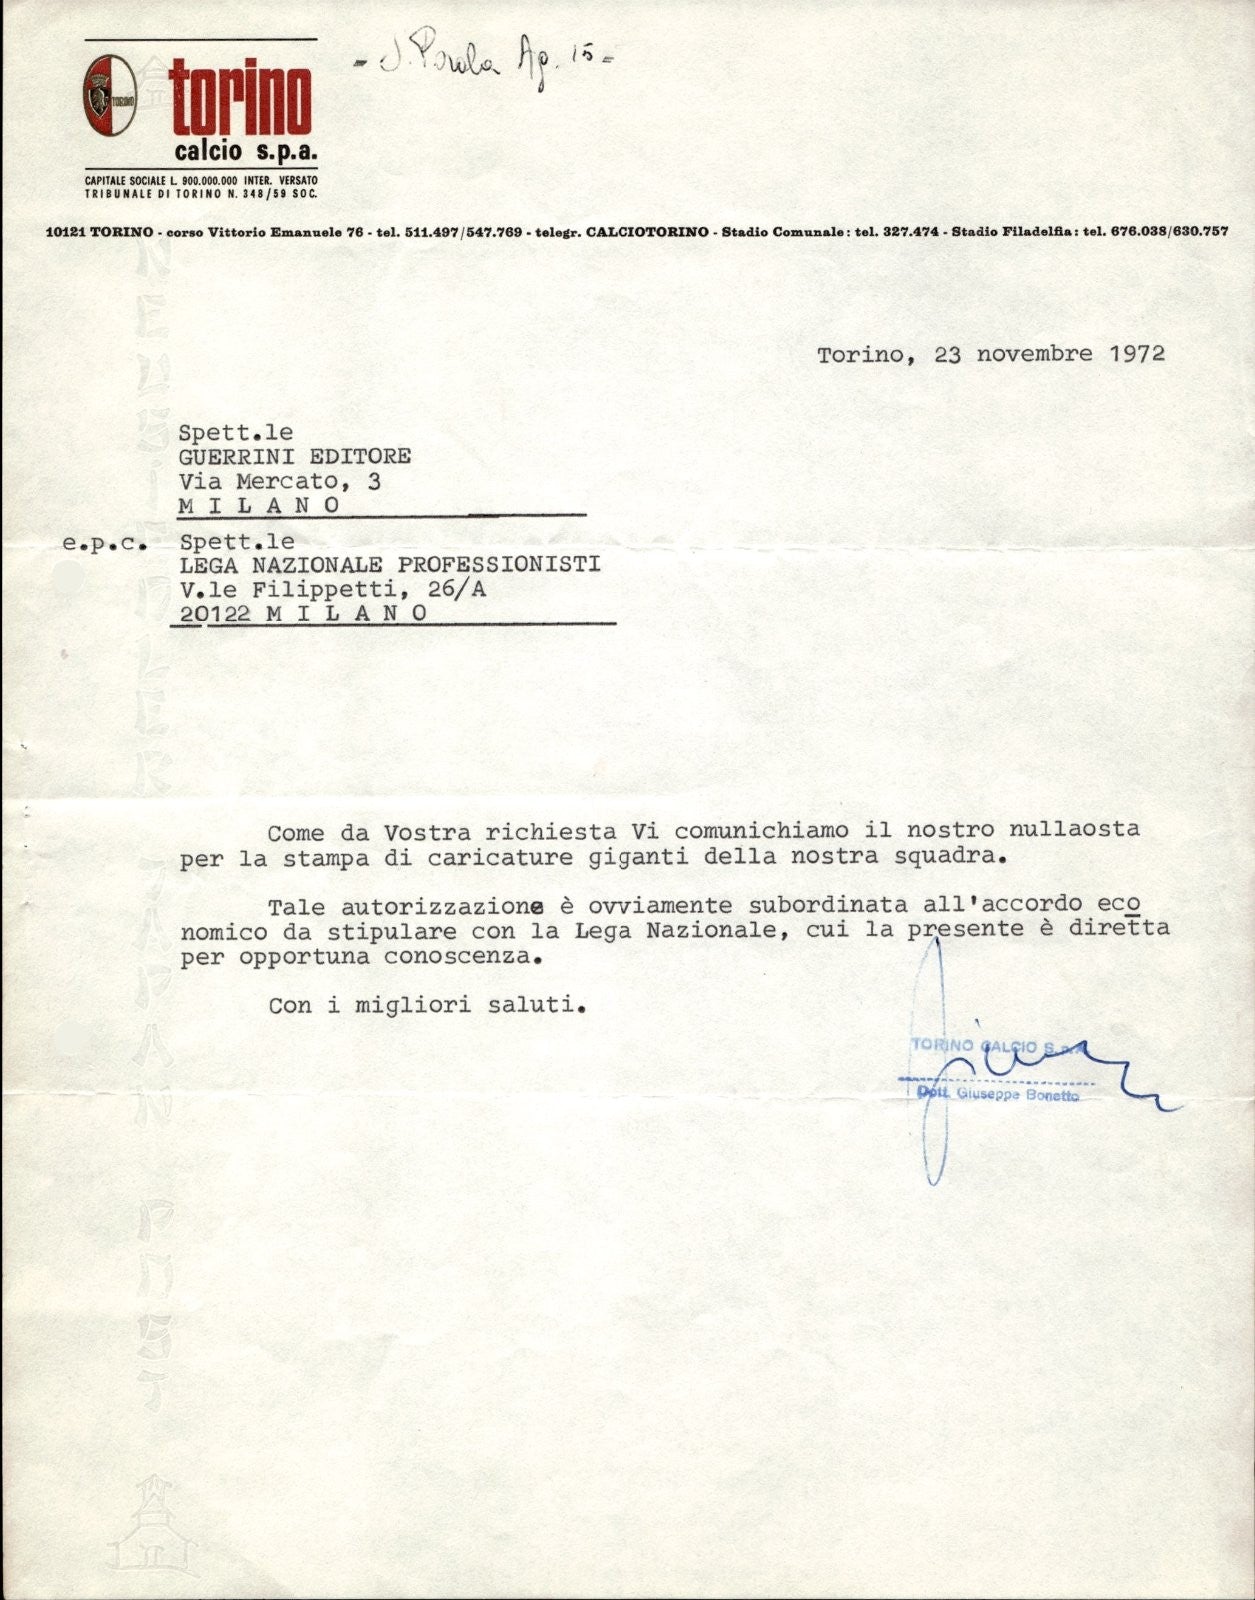 Ap. 15 -
TORINO
torino
calcio s.p.a.
CAPITALE SOCIALE L. 900.000.000 INTER. VERSATO
TRIBUNALE DI TORINO N. 348/59 SOC.
10121 TORINO - corso Vittorio Emanuele 76 - tel. 511.497/547.769 - telegr. CALCIOTORINO - Stadio Comunale: tel. 327.474 - Stadio Filadelfia: tel. 676.038/630.757
Torino, 23 novembre 1972
Spett.le
GUERRINI EDITORE
Via Mercato, 3
M I L A N O
e.p.c. Spett.le
LEGA NAZIONALE PROFESSIONISTI
V.le Filippetti, 26/A
20122 M I L A N O
Come da Vostra richiesta Vi comunichiamo il nostro nullaosta
per la stampa di caricature giganti della nostra squadra.
Tale autorizzazione è ovviamente subordinata all'accordo eco
nomico da stipulare con la Lega Nazionale, cui la presente è diretta
per opportuna conoscenza.
Con i migliori saluti.
TORINO CALCIO S.p.A.
Dott. Giuseppe Bonetto